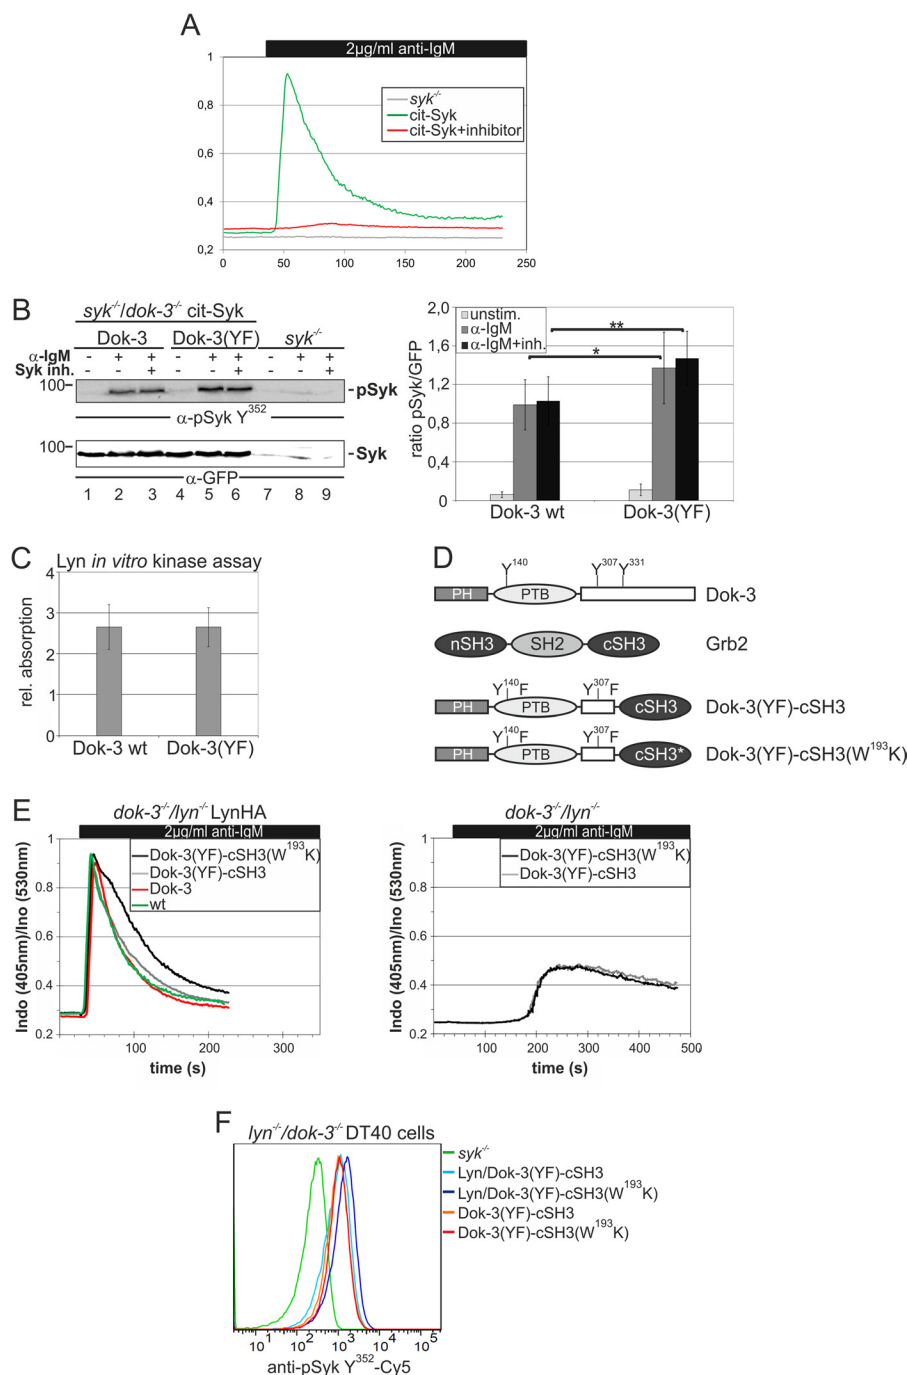 A
2µg/ml anti-IgM
1
0,8
0,6
0,4
0,2
0 50 100 150 200 250
syk-/-
cit-Syk
cit-Syk+inhibitor
B
syk-/-/dok-3-/- cit-Syk
Dok-3 Dok-3(YF) syk-/-
α-IgM - + + - + + - + +
Syk inh. - - + - - + - - +
100 -pSyk
α-pSyk Y352
100 -Syk
α-GFP
1 2 3 4 5 6 7 8 9
ratio pSyk/GFP
2,0
1,6
1,2
0,8
0,4
0
unstim.
α-IgM
α-IgM+inh.
**
*
Dok-3 wt Dok-3(YF)
C
Lyn in vitro kinase assay
rel. absorption
4
3
2
1
0
Dok-3 wt Dok-3(YF)
D
Y140 Y307 Y331
PH PTB Dok-3
nSH3 SH2 cSH3 Grb2
Y140F Y307F
PH PTB cSH3 Dok-3(YF)-cSH3
Y140F Y307F
PH PTB cSH3* Dok-3(YF)-cSH3(W193K)
E
dok-3-/-/lyn-/- LynHA
2µg/ml anti-IgM
Dok-3(YF)-cSH3(W193K)
Dok-3(YF)-cSH3
Dok-3
wt
Indo (405nm)/Ino (530nm)
1
0.8
0.6
0.4
0.2
100 200 300
time (s)
dok-3-/-/lyn-/-
2µg/ml anti-IgM
Dok-3(YF)-cSH3(W193K)
Dok-3(YF)-cSH3
Indo (405nm)/Ino (530nm)
1
0.8
0.6
0.4
0.2
100 200 300 400 500
time (s)
F
lyn-/-/dok-3-/- DT40 cells
syk-/-
Lyn/Dok-3(YF)-cSH3
Lyn/Dok-3(YF)-cSH3(W193K)
Dok-3(YF)-cSH3
Dok-3(YF)-cSH3(W193K)
101 102 103 104 105
anti-pSyk Y352-Cy5